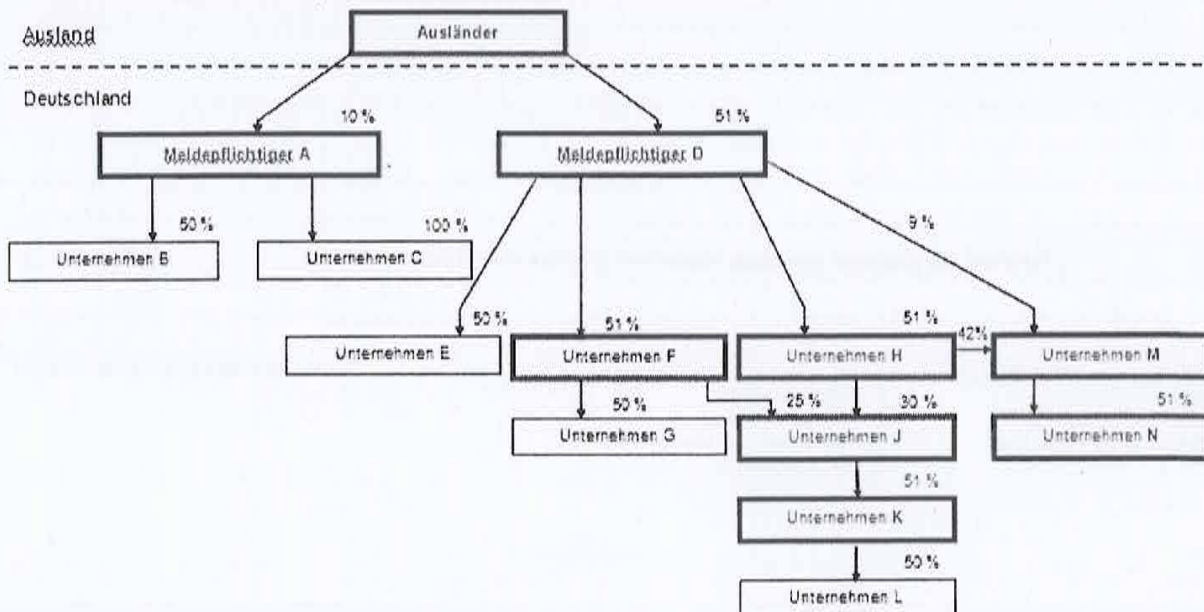 Ausland
Ausländer
Deutschland
10 %
51 %
Meldepflichtiger A
Meldepflichtiger D
50 %
100 %
9 %
Unternehmen B
Unternehmen C
50 %
51 %
51 %
42%
Unternehmen E
Unternehmen F
Unternehmen H
Unternehmen M
50 %
25 %
30 %
51 %
Unternehmen G
Unternehmen J
Unternehmen N
51 %
Unternehmen K
50 %
Unternehmen L